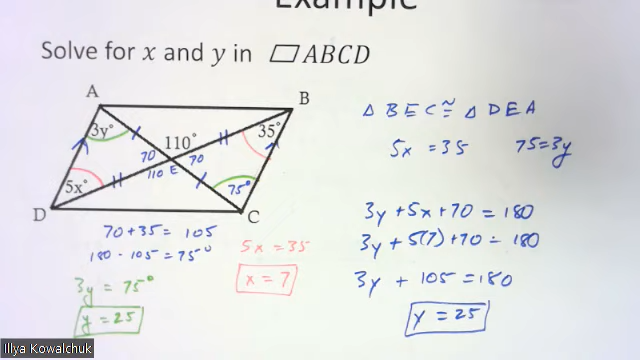 Example
Solve for x and y in ▱ABCD
A
B
3y°
110°
35°
70
70
110
E
5x°
75°
D
C
△ BEC ≅ △ DEA
5x = 35
75 = 3y
70 + 35 = 105
180 - 105 = 75°
3y = 75°
y = 25
5x = 35
x = 7
3y + 5x + 70 = 180
3y + 5(7) + 70 = 180
3y + 105 = 180
y = 25
Illya Kowalchuk